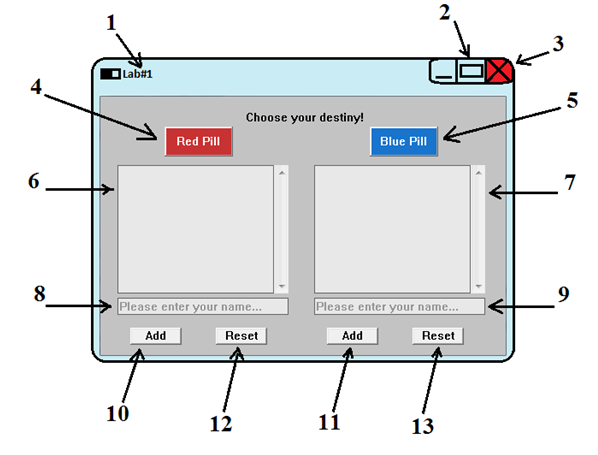 1
2
3
Lab#1
4
5
Choose your destiny!
Red Pill
Blue Pill
6
7
8
9
Please enter your name...
Please enter your name...
Add
Reset
Add
Reset
10
12
11
13